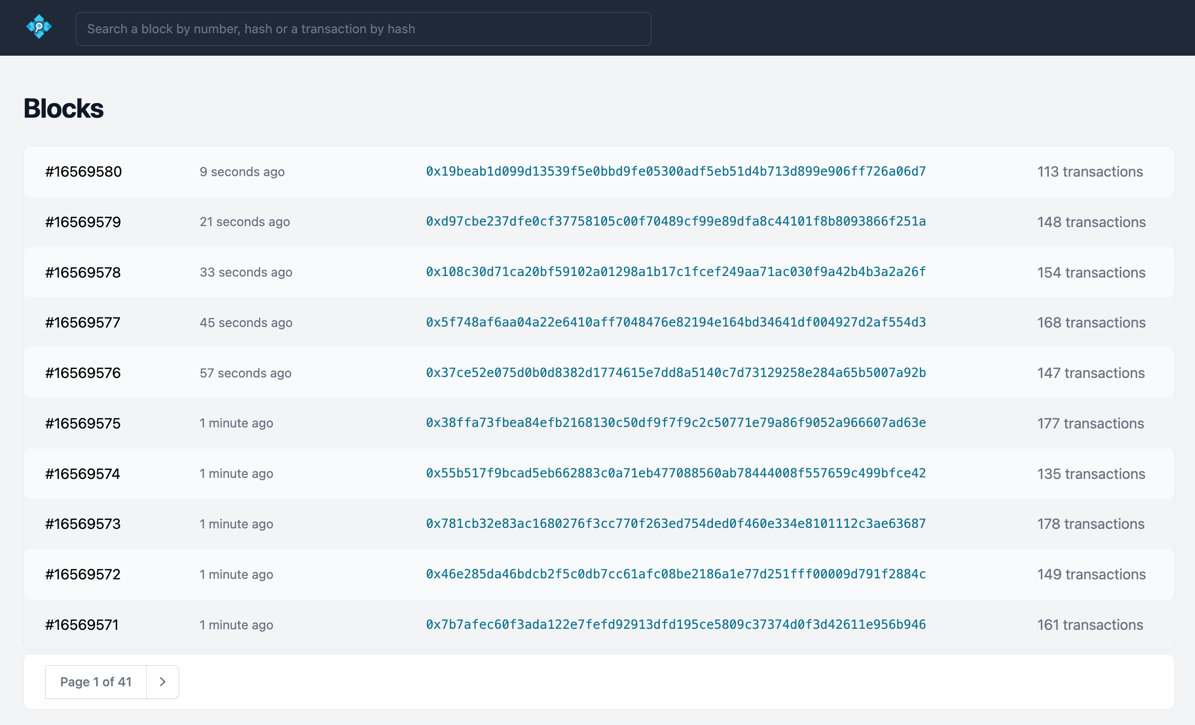 Search a block by number, hash or a transaction by hash
Blocks
#16569580 9 seconds ago 0x19beab1d099d13539f5e0bbd9fe05300adf5eb51d4b713d899e906ff726a06d7 113 transactions
#16569579 21 seconds ago 0xd97cbe237dfe0cf37758105c00f70489cf99e89dfa8c44101f8b8093866f251a 148 transactions
#16569578 33 seconds ago 0x108c30d71ca20bf59102a01298a1b17c1fcef249aa71ac030f9a42b4b3a2a26f 154 transactions
#16569577 45 seconds ago 0x5f748af6aa04a22e6410aff7048476e82194e164bd34641df004927d2af554d3 168 transactions
#16569576 57 seconds ago 0x37ce52e075d0b0d8382d1774615e7dd8a5140c7d73129258e284a65b5007a92b 147 transactions
#16569575 1 minute ago 0x38ffa73fbea84efb2168130c50df9f7f9c2c50771e79a86f9052a966607ad63e 177 transactions
#16569574 1 minute ago 0x55b517f9bcad5eb662883c0a71eb477088560ab78444008f557659c499bfce42 135 transactions
#16569573 1 minute ago 0x781cb32e83ac1680276f3cc770f263ed754ded0f460e334e8101112c3ae63687 178 transactions
#16569572 1 minute ago 0x46e285da46bdcb2f5c0db7cc61afc08be2186a1e77d251fff00009d791f2884c 149 transactions
#16569571 1 minute ago 0x7b7afec60f3ada122e7fefd92913dfd195ce5809c37374d0f3d42611e956b946 161 transactions
Page 1 of 41